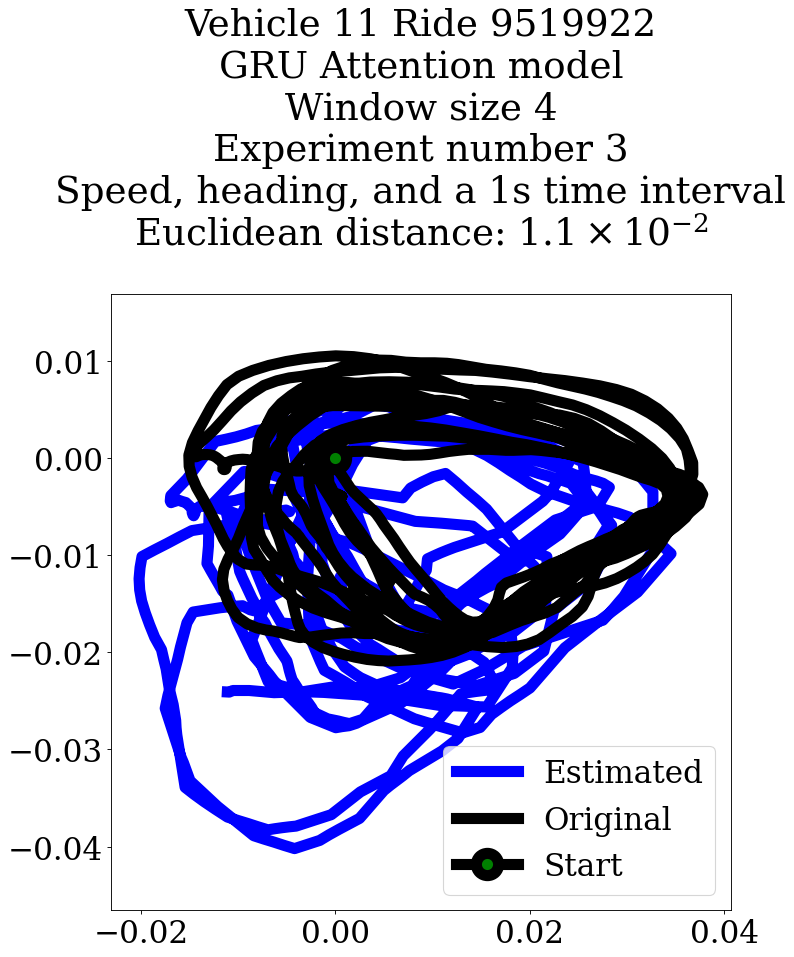 Vehicle 11 Ride 9519922
GRU Attention model
Window size 4
Experiment number 3
Speed, heading, and a 1s time interval
Euclidean distance: 1.1 × 10⁻²
0.01
0.00
−0.01
−0.02
−0.03
−0.04
Estimated
Original
Start
−0.02
0.00
0.02
0.04